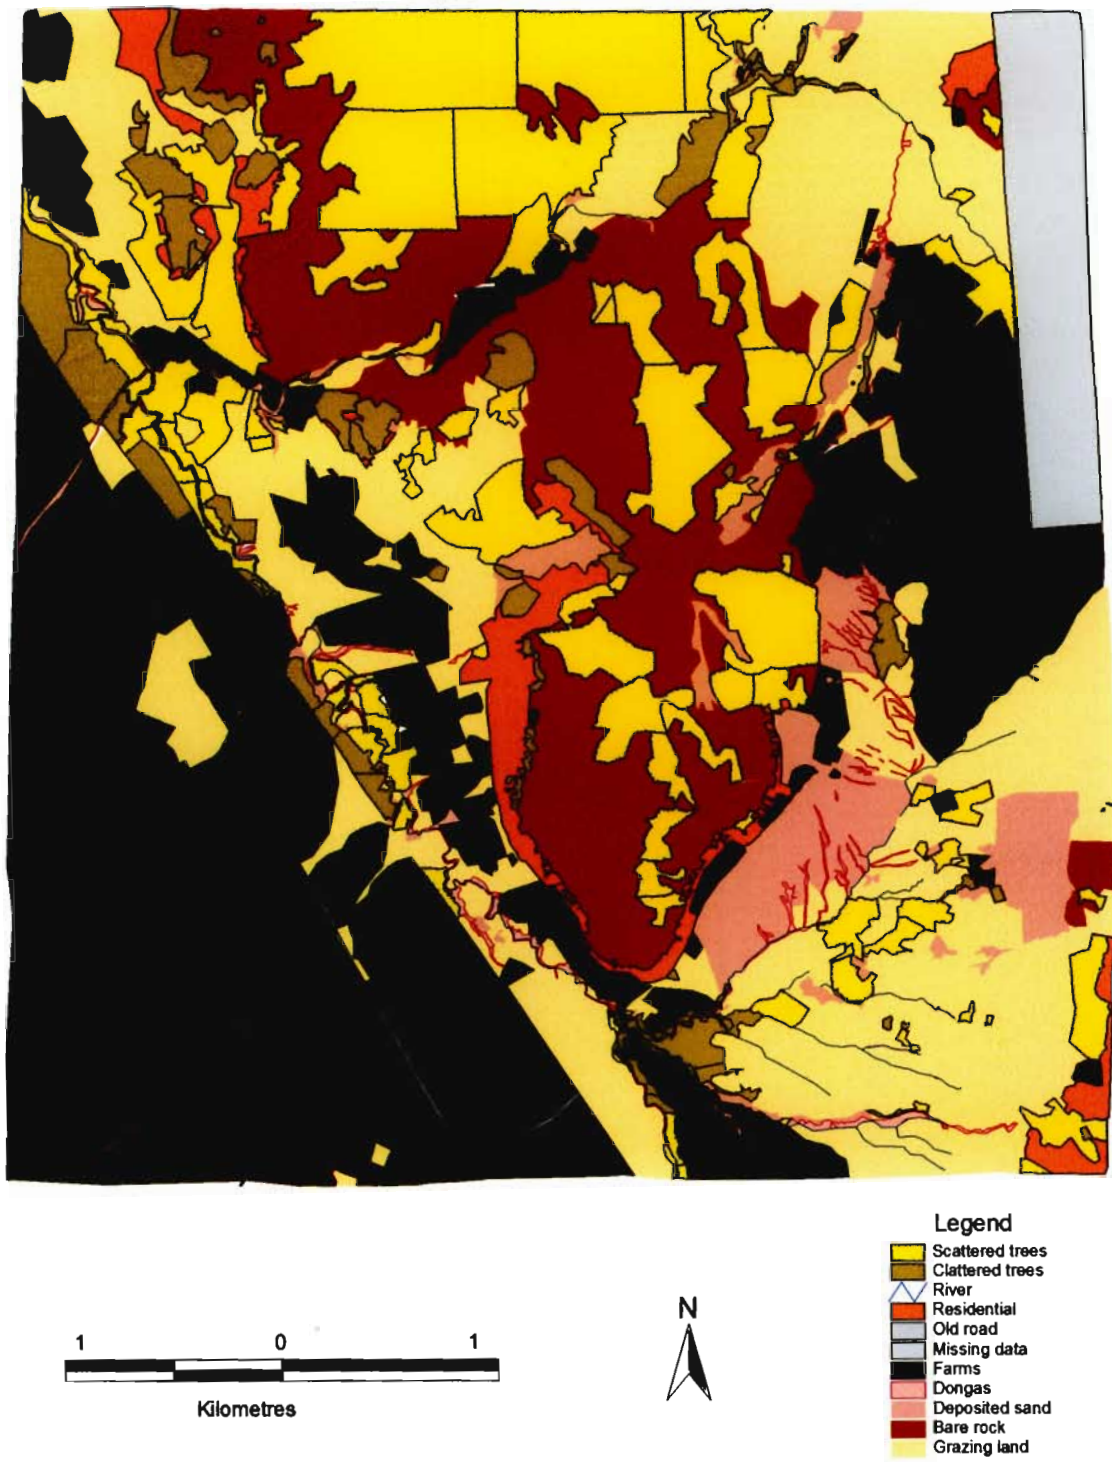 Legend
Scattered trees
Clattered trees
River
Residential
Old road
Missing data
Farms
Dongas
Deposited sand
Bare rock
Grazing land
1 0 1
Kilometres
N